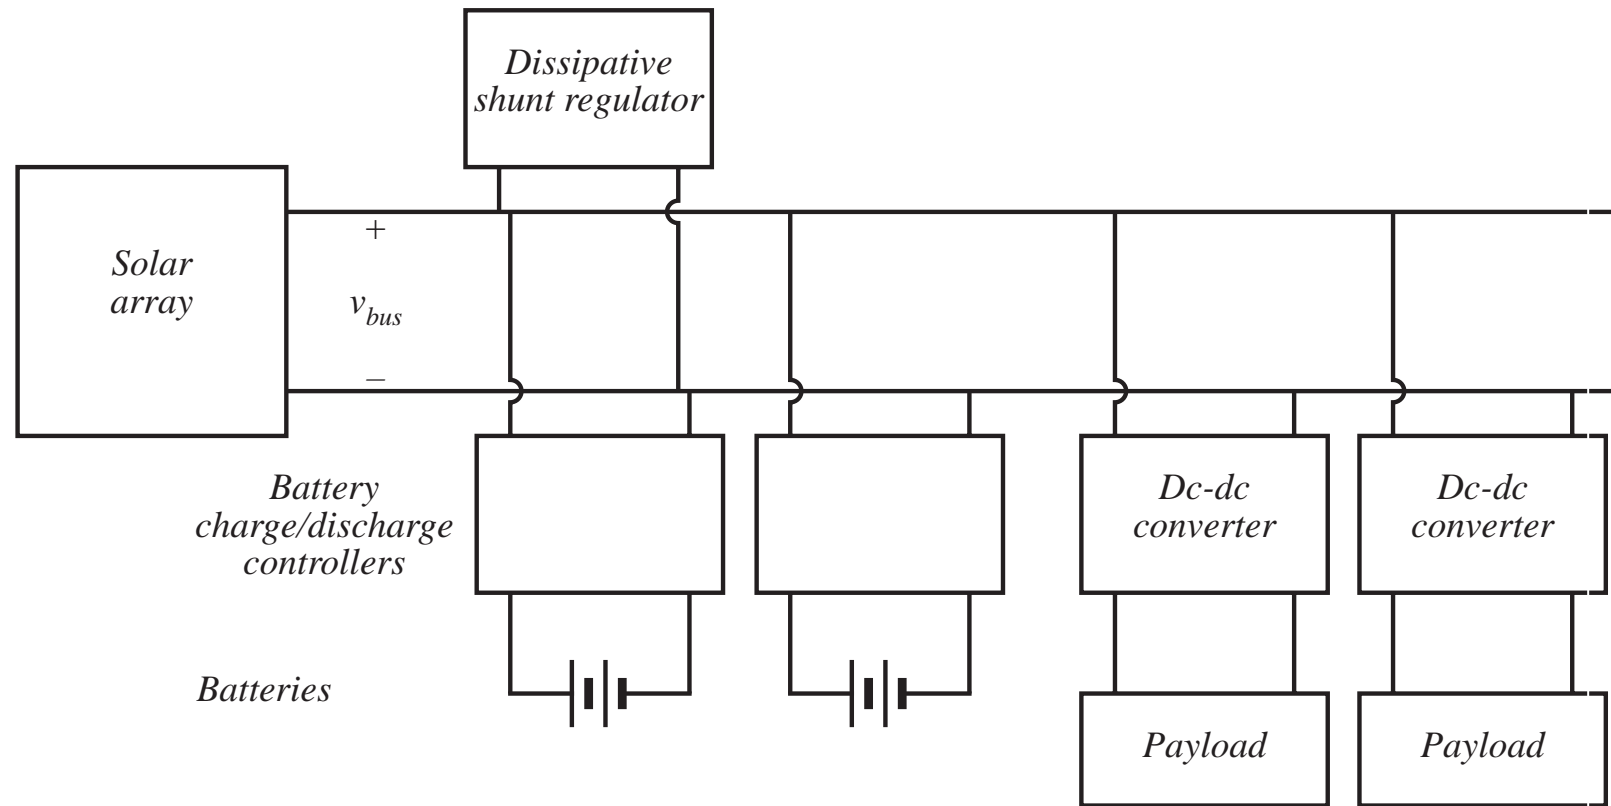 Dissipative
shunt regulator
Solar
array
+
v_bus
–
Battery
charge/discharge
controllers
Dc-dc
converter
Dc-dc
converter
Batteries
Payload
Payload